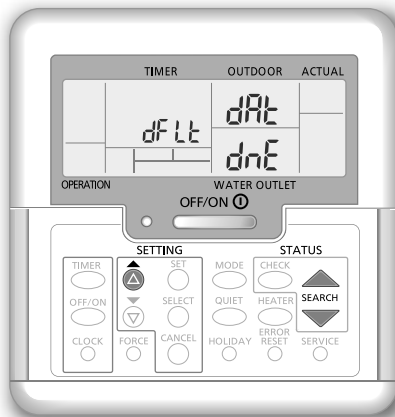 TIMER OUTDOOR ACTUAL
dFLt dAt
dnE
OPERATION WATER OUTLET
OFF/ON
SETTING STATUS
TIMER SET MODE CHECK
OFF/ON SELECT QUIET HEATER SEARCH
CLOCK FORCE CANCEL HOLIDAY ERROR RESET SERVICE